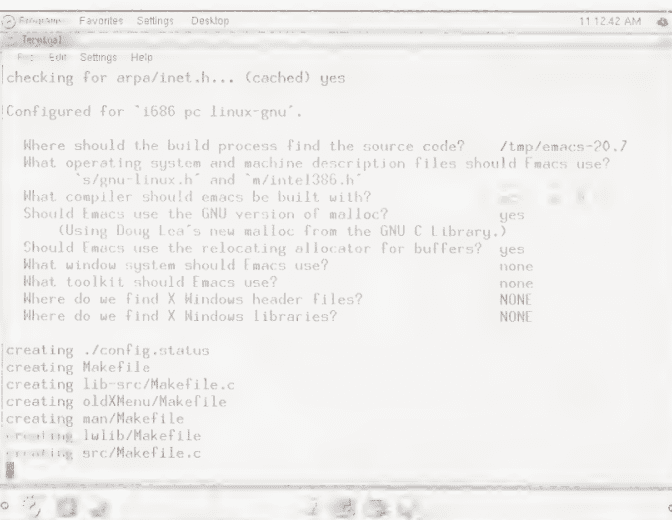 Programs Favorites Settings Desktop 11:12:42 AM
Terminal
File Edit Settings Help
checking for arpa/inet.h... (cached) yes
Configured for `i686 pc linux-gnu'.
Where should the build process find the source code? /tmp/emacs-20.7
What operating system and machine description files should Emacs use?
`s/gnu-linux.h' and `m/intel386.h'
What compiler should emacs be built with?
Should Emacs use the GNU version of malloc? yes
(Using Doug Lea's new malloc from the GNU C Library.)
Should Emacs use the relocating allocator for buffers? yes
What window system should Emacs use? none
What toolkit should Emacs use? none
Where do we find X Windows header files? NONE
Where do we find X Windows libraries? NONE
creating ./config.status
creating Makefile
creating lib-src/Makefile.c
creating oldXMenu/Makefile
creating man/Makefile
creating lwlib/Makefile
creating src/Makefile.c